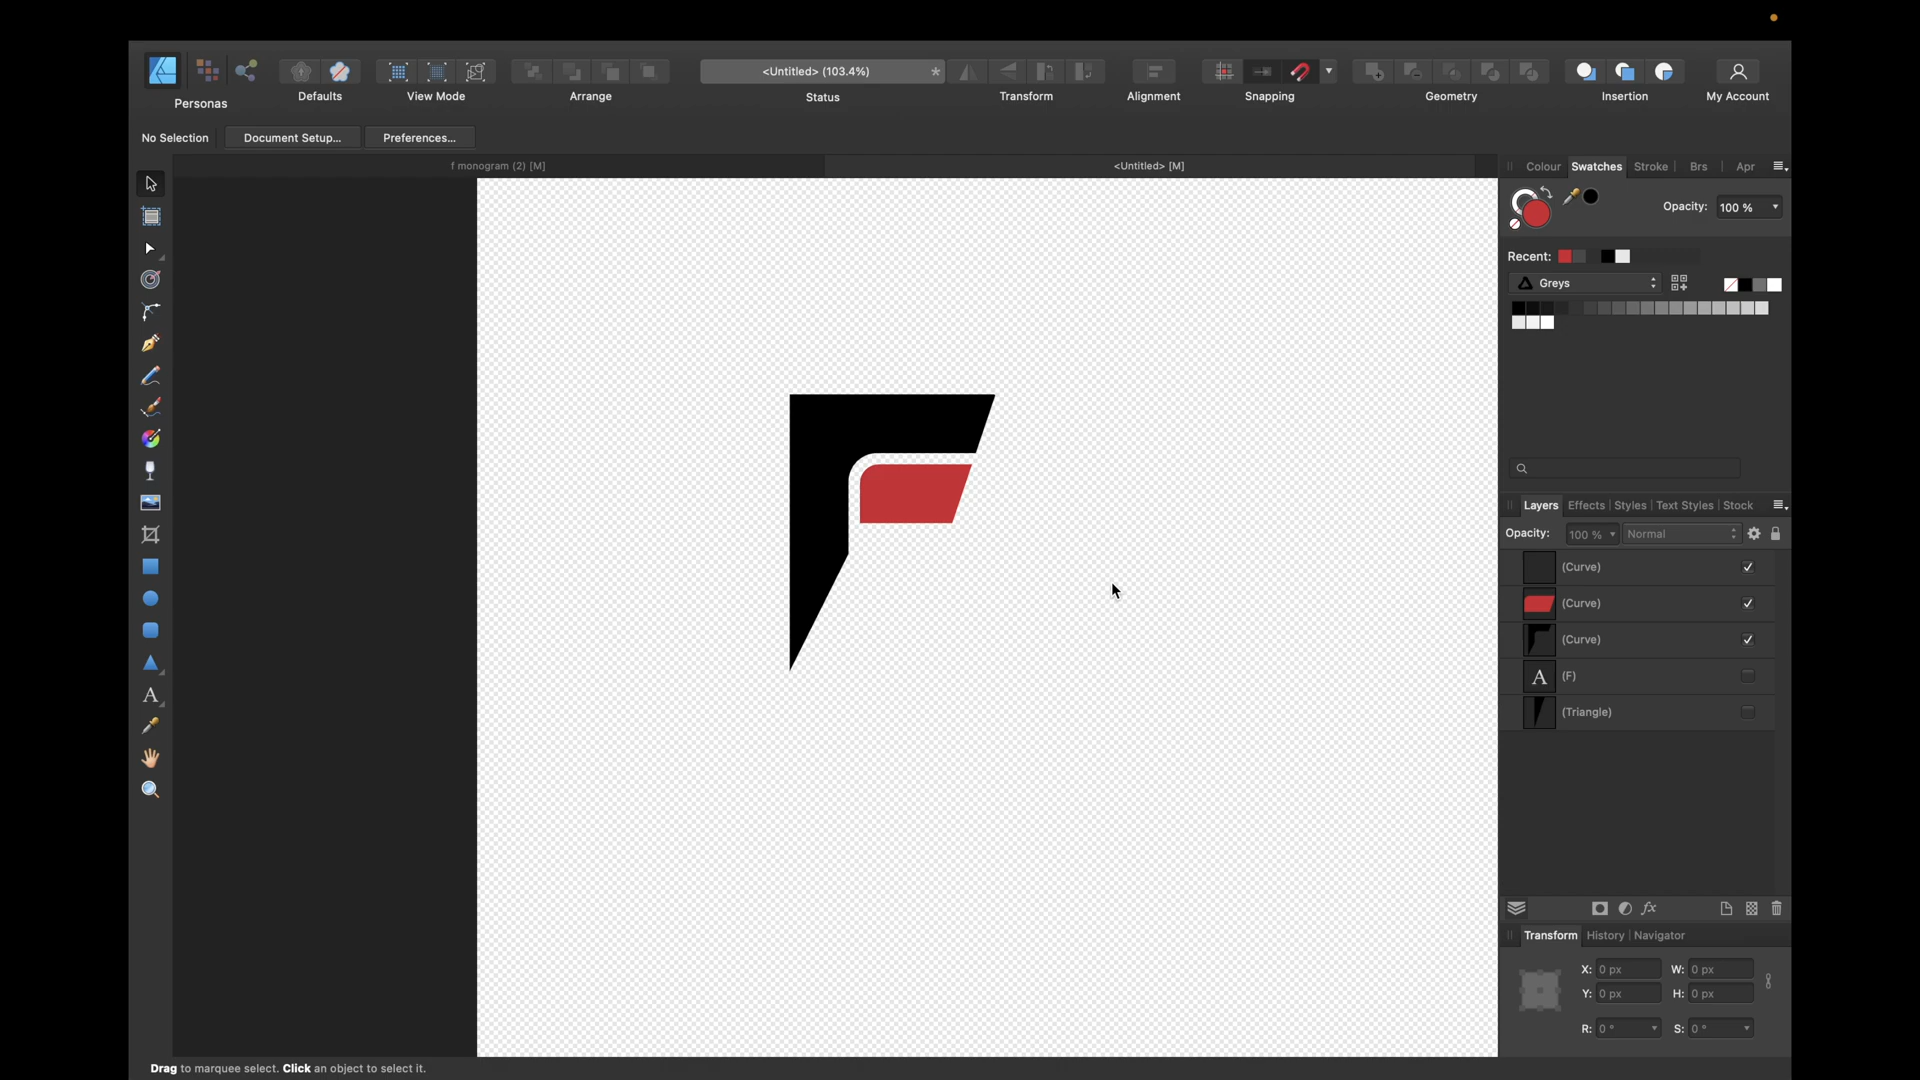 <Untitled> (103.4%)
*
Personas
Defaults
View Mode
Arrange
Status
Transform
Alignment
Snapping
Geometry
Insertion
My Account
No Selection
Document Setup...
Preferences...
f monogram (2) [M]
<Untitled> [M]
Colour
Swatches
Stroke
Brs
Apr
Opacity:
100 %
Recent:
Greys
Layers
Effects
Styles
Text Styles
Stock
Opacity:
100 %
Normal
(Curve)
(Curve)
(Curve)
A
(F)
(Triangle)
A
fx
Transform
History
Navigator
X:
0 px
W:
0 px
Y:
0 px
H:
0 px
R:
0 °
S:
0 °
Drag to marquee select. Click an object to select it.